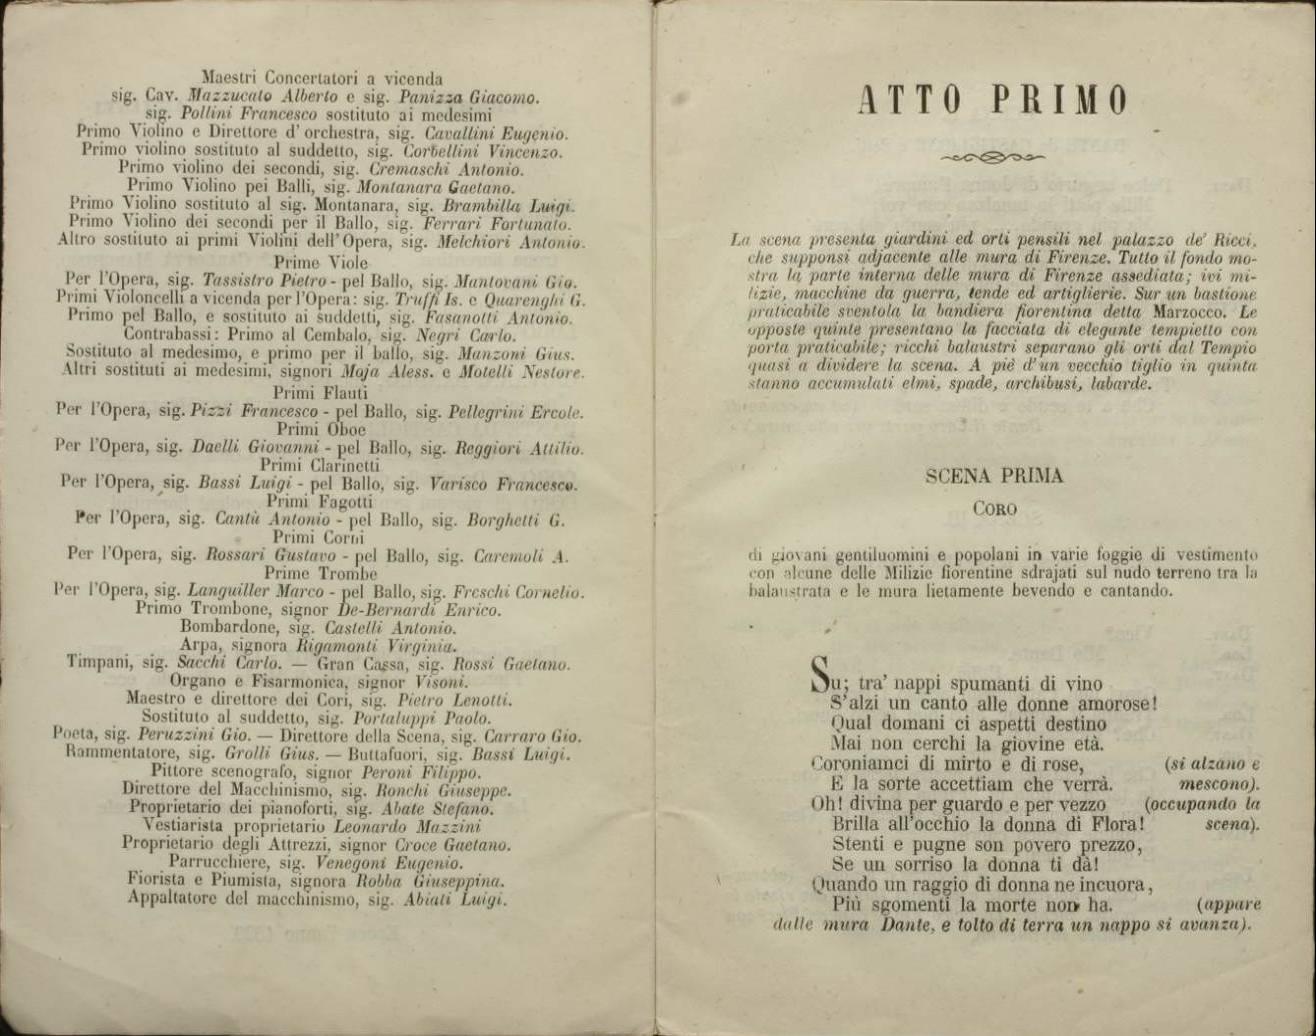 Maestri Concertatori a vicenda
sig. Cav. Mazzucato Alberto e sig. Panizza Giacomo.
sig. Pollini Francesco sostituto ai medesimi
Primo Violino e Direttore d' orchestra, sig. Cavallini Eugenio.
Primo violino sostituto al suddetto, sig. Corbellini Vincenzo.
Primo violino dei secondi, sig. Cremaschi Antonio.
Primo Violino pei Balli, sig. Montanara Gaetano.
Primo Violino sostituto al sig. Montanara, sig. Brambilla Luigi.
Primo Violino dei secondi per il Ballo, sig. Ferrari Fortunato.
Altro sostituto ai primi Violini dell' Opera, sig. Melchiori Antonio.
Prime Viole
Per l'Opera, sig. Tassistro Pietro - pel Ballo, sig. Mantovani Gio.
Primi Violoncelli a vicenda per l'Opera: sig. Truffi Is. e Quarenghi G.
Primo pel Ballo, e sostituto ai suddetti, sig. Fasanotti Antonio.
Contrabassi: Primo al Cembalo, sig. Negri Carlo.
Sostituto al medesimo, e primo per il ballo, sig. Manzoni Gius.
Altri sostituti ai medesimi, signori Moja Aless. e Motelli Nestore.
Primi Flauti
Per l'Opera, sig. Pizzi Francesco - pel Ballo, sig. Pellegrini Ercole.
Primi Oboe
Per l'Opera, sig. Daelli Giovanni - pel Ballo, sig. Reggiori Attilio.
Primi Clarinetti
Per l'Opera, sig. Bassi Luigi - pel Ballo, sig. Varisco Francesco.
Primi Fagotti
Per l'Opera, sig. Cantù Antonio - pel Ballo, sig. Borghetti G.
Primi Corni
Per l'Opera, sig. Rossari Gustavo - pel Ballo, sig. Caremoli A.
Prime Trombe
Per l'Opera, sig. Languiller Marco - pel Ballo, sig. Freschi Cornelio.
Primo Trombone, signor De-Bernardi Enrico.
Bombardone, sig. Castelli Antonio.
Arpa, signora Rigamonti Virginia.
Timpani, sig. Sacchi Carlo. — Gran Cassa, sig. Rossi Gaetano.
Organo e Fisarmonica, signor Visoni.
Maestro e direttore dei Cori, sig. Pietro Lenotti.
Sostituto al suddetto, sig. Portaluppi Paolo.
Poeta, sig. Peruzzini Gio. — Direttore della Scena, sig. Carraro Gio.
Rammentatore, sig. Grolli Gius. — Buttafuori, sig. Bassi Luigi.
Pittore scenografo, signor Peroni Filippo.
Direttore del Macchinismo, sig. Ronchi Giuseppe.
Proprietario dei pianoforti, sig. Abate Stefano.
Vestiarista proprietario Leonardo Mazzini
Proprietario degli Attrezzi, signor Croce Gaetano.
Parrucchiere, sig. Venegoni Eugenio.
Fiorista e Piumista, signora Robba Giuseppina.
Appaltatore del macchinismo, sig. Abiati Luigi.
ATTO PRIMO
La scena presenta giardini ed orti pensili nel palazzo de' Ricci,
che supponsi adjacente alle mura di Firenze. Tutto il fondo mo-
stra la parte interna delle mura di Firenze assediata; ivi mi-
lizie, macchine da guerra, tende ed artiglierie. Sur un bastione
praticabile sventola la bandiera fiorentina detta Marzocco. Le
opposte quinte presentano la facciata di elegante tempietto con
porta praticabile; ricchi balaustri separano gli orti dal Tempio
quasi a dividere la scena. A piè d'un vecchio tiglio in quinta
stanno accumulati elmi, spade, archibusi, labarde.
SCENA PRIMA
CORO
di giovani gentiluomini e popolani in varie foggie di vestimento
con alcune delle Milizie fiorentine sdrajati sul nudo terreno tra la
balaustrata e le mura lietamente bevendo e cantando.
Su; tra' nappi spumanti di vino
S'alzi un canto alle donne amorose!
Qual domani ci aspetti destino
Mai non cerchi la giovine età.
Coroniamci di mirto e di rose, (si alzano e
E la sorte accettiam che verrà. mescono).
Oh! divina per guardo e per vezzo (occupando la
Brilla all'occhio la donna di Flora! scena).
Stenti e pugne son povero prezzo,
Se un sorriso la donna ti dà!
Quando un raggio di donna ne incuora,
Più sgomenti la morte non ha. (appare
dalle mura Dante, e tolto di terra un nappo si avanza).